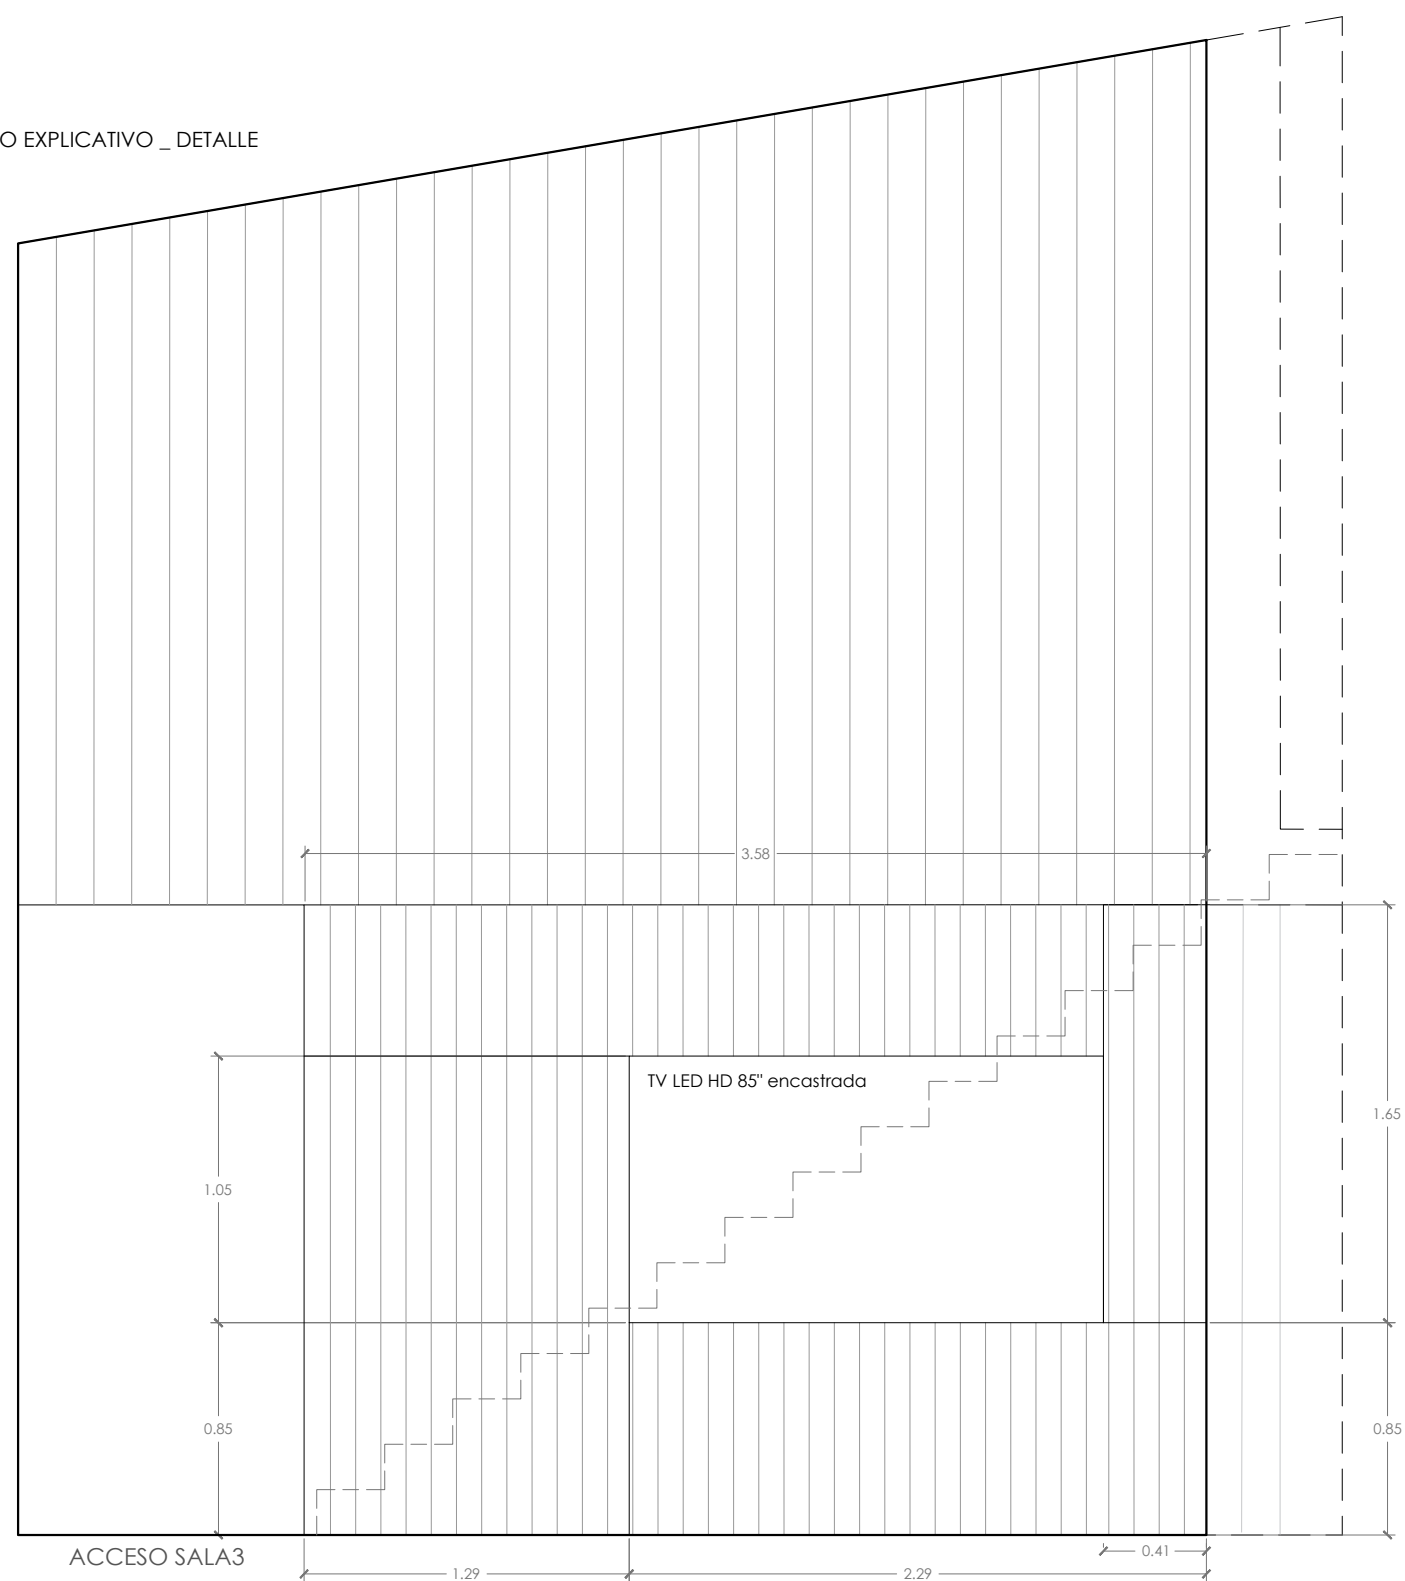 O EXPLICATIVO _ DETALLE
3.58
TV LED HD 85" encastrada
1.65
1.05
0.85
0.85
ACCESO SALA3
0.41
1.29
2.29